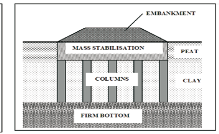 EMBANKMENT
MASS STABILISATION
PEAT
COLUMNS
CLAY
FIRM BOTTOM